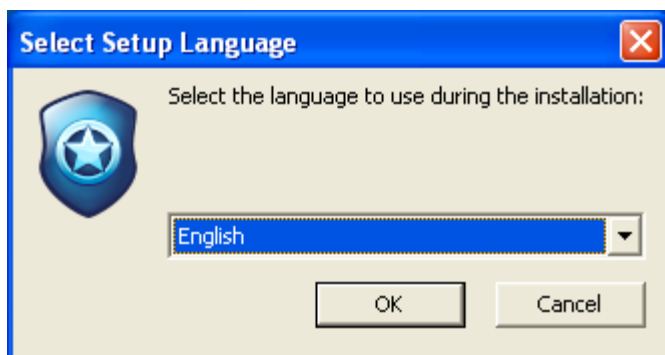 Select Setup Language
Select the language to use during the installation:
English
OK
Cancel